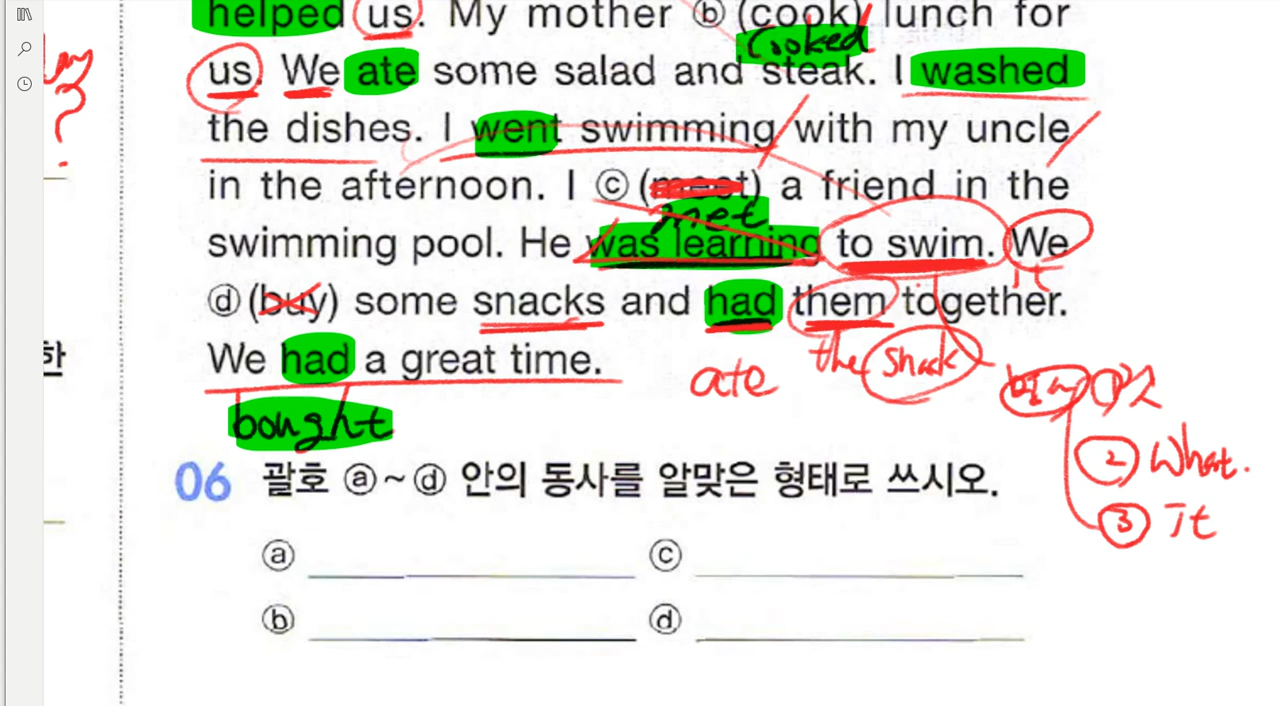 helped us. My mother ⓑ (cook) lunch for
cooked
us. We ate some salad and steak. I washed
the dishes. I went swimming with my uncle
in the afternoon. I ⓒ (meet) a friend in the
met
swimming pool. He was learning to swim. We
It
ⓓ (buy) some snacks and had them together.
We had a great time.
ate
the snack
bought
② What.
③ It
한
06 괄호 ⓐ~ⓓ 안의 동사를 알맞은 형태로 쓰시오.
ⓐ ⓒ
ⓑ ⓓ